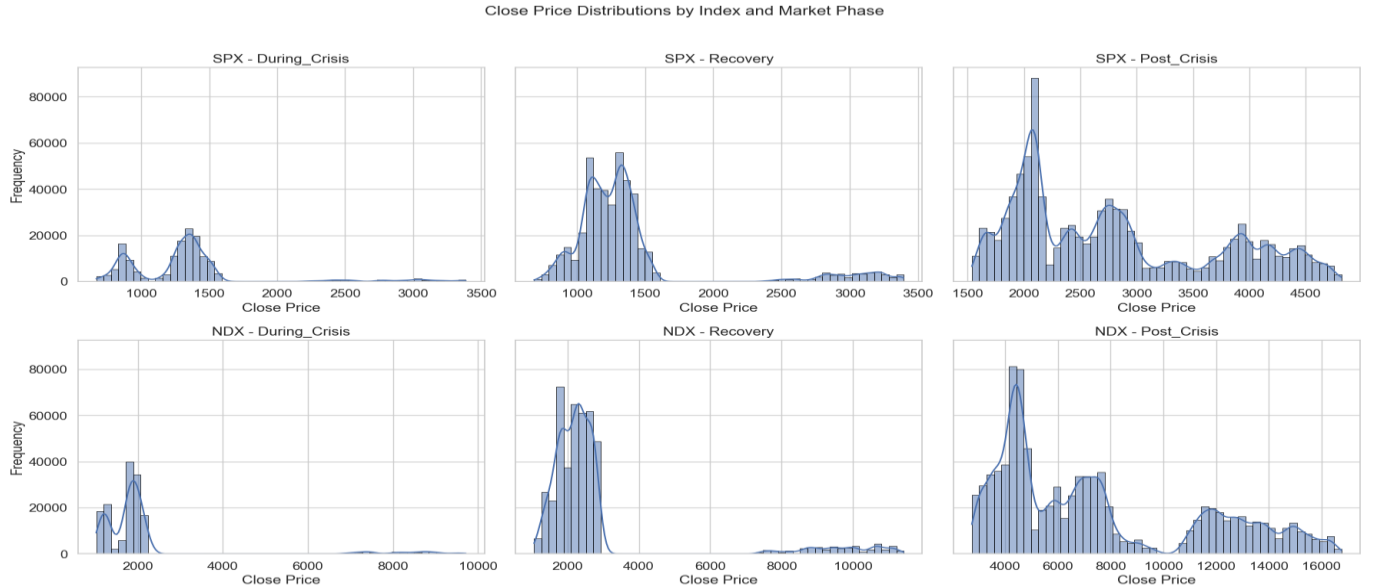 Close Price Distributions by Index and Market Phase
SPX - During_Crisis
SPX - Recovery
SPX - Post_Crisis
80000
60000
40000
20000
0
Frequency
1000 1500 2000 2500 3000 3500
1000 1500 2000 2500 3000 3500
1500 2000 2500 3000 3500 4000 4500
Close Price
Close Price
Close Price
NDX - During_Crisis
NDX - Recovery
NDX - Post_Crisis
80000
60000
40000
20000
0
Frequency
2000 4000 6000 8000 10000
2000 4000 6000 8000 10000
4000 6000 8000 10000 12000 14000 16000
Close Price
Close Price
Close Price